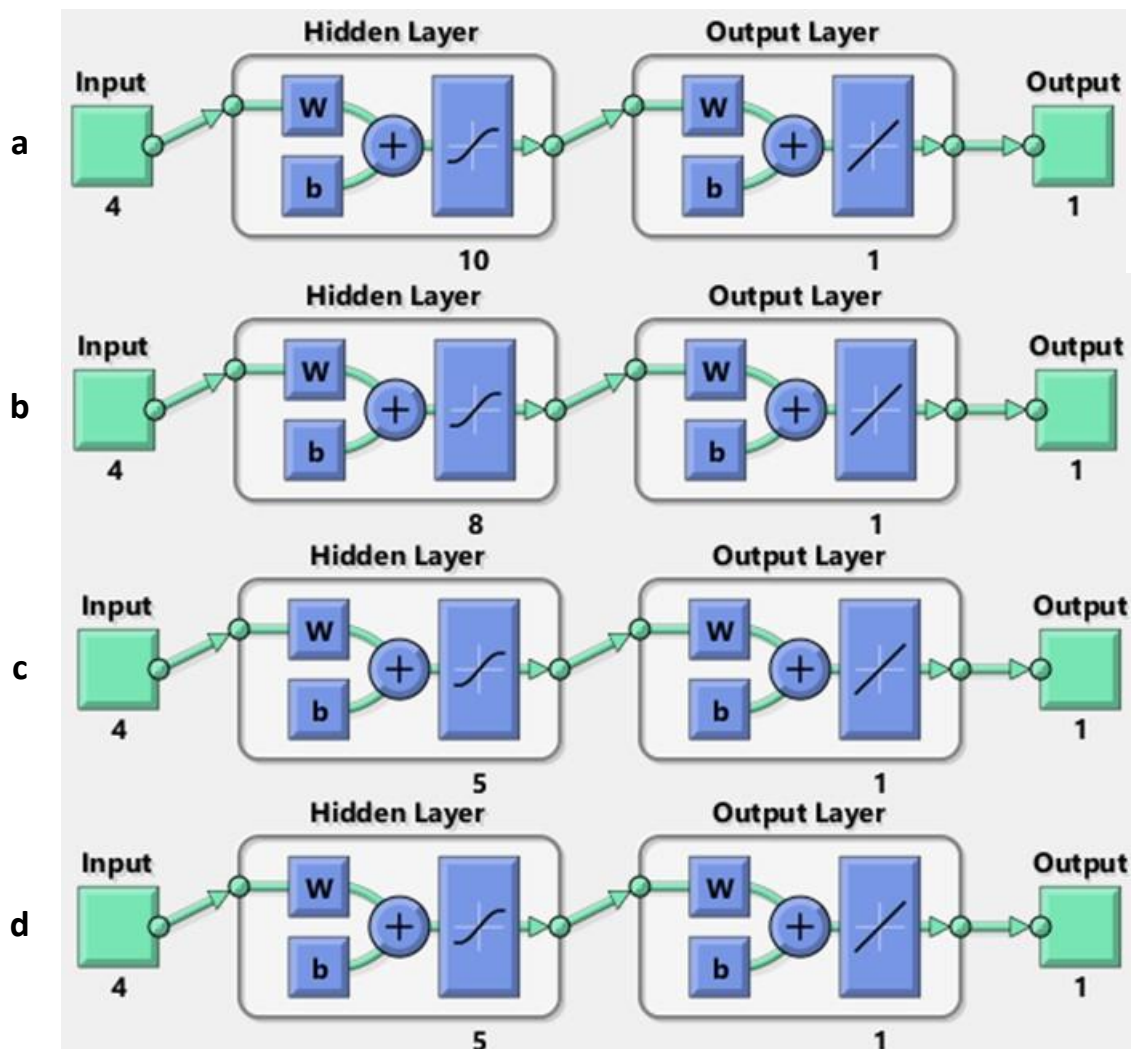 Hidden Layer Output Layer
Input Output
a
W W
b b
4 1
10 1
Hidden Layer Output Layer
Input Output
b
W W
b b
4 1
8 1
Hidden Layer Output Layer
Input Output
c
W W
b b
4 1
5 1
Hidden Layer Output Layer
Input Output
d
W W
b b
4 1
5 1